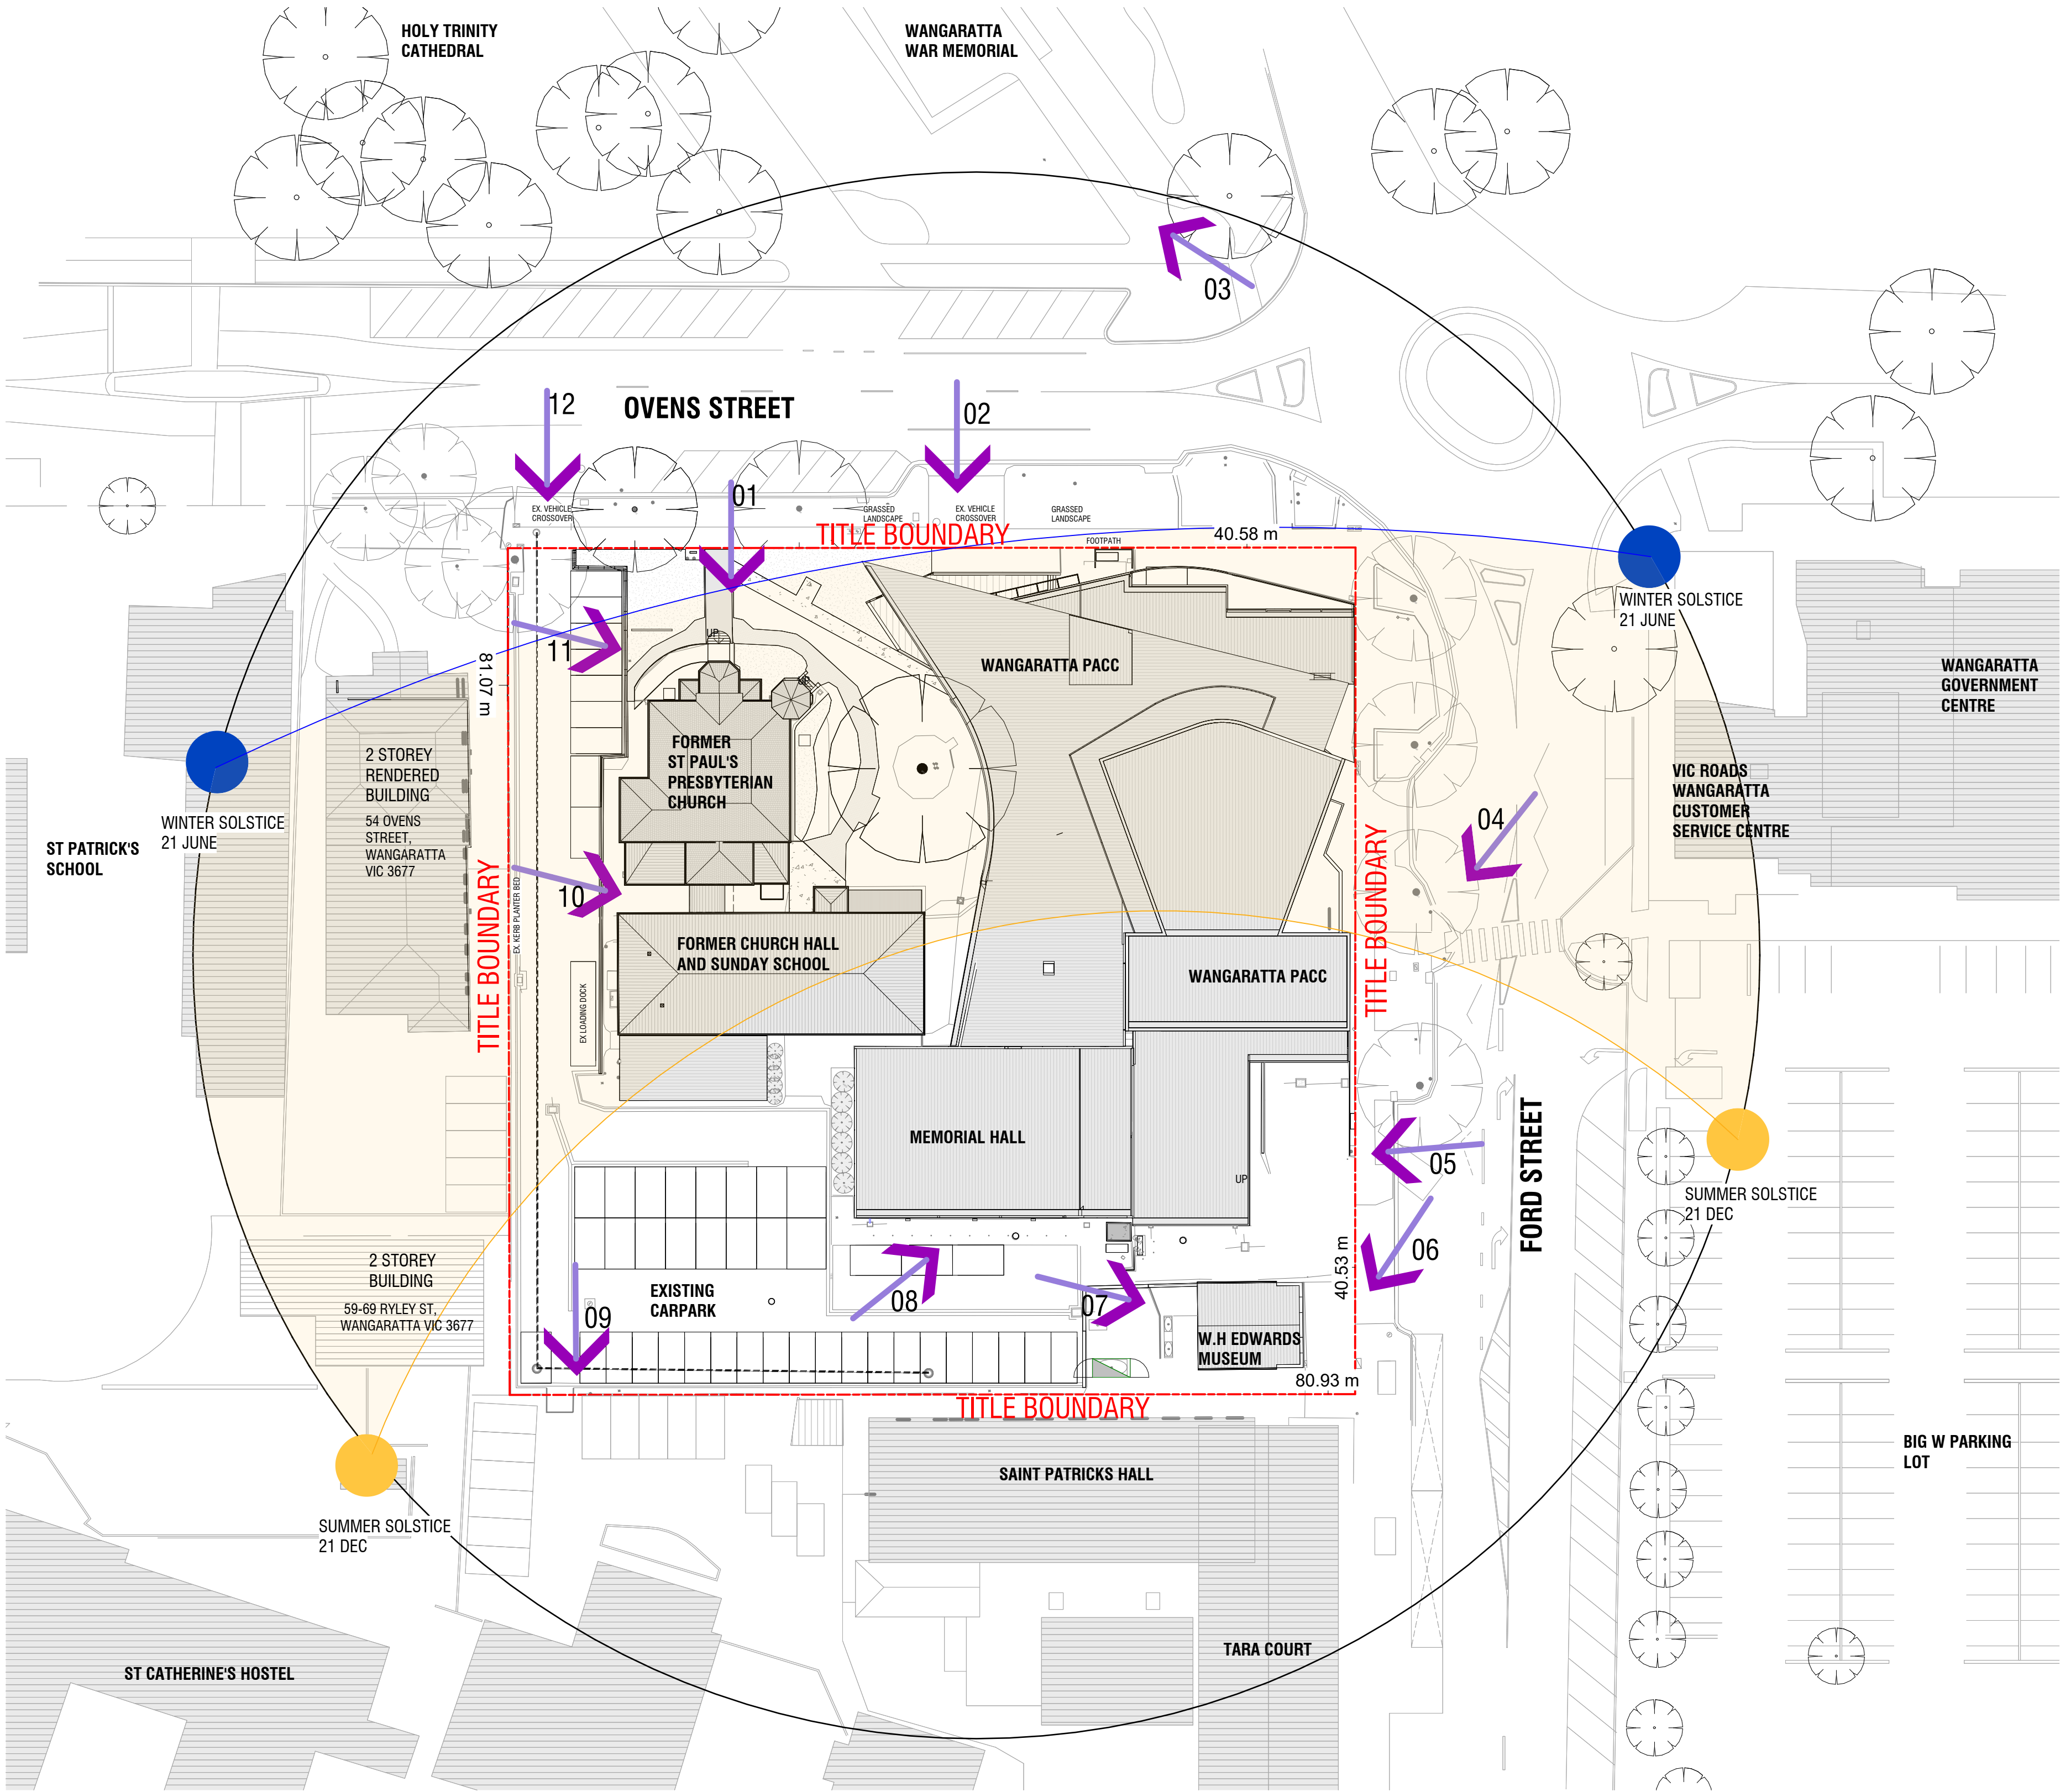 HOLY TRINITY
CATHEDRAL
WANGARATTA
WAR MEMORIAL
03
12
OVENS STREET
02
01
EX. VEHICLE
CROSSOVER
GRASSED
LANDSCAPE
EX. VEHICLE
CROSSOVER
GRASSED
LANDSCAPE
TITLE BOUNDARY
40.58 m
FOOTPATH
WINTER SOLSTICE
21 JUNE
UP
11
81.07 m
WANGARATTA PACC
WANGARATTA
GOVERNMENT
CENTRE
UP
FORMER
ST PAUL'S
PRESBYTERIAN
CHURCH
2 STOREY
RENDERED
BUILDING
54 OVENS
STREET,
WANGARATTA
VIC 3677
VIC ROADS
WANGARATTA
CUSTOMER
SERVICE CENTRE
WINTER SOLSTICE
21 JUNE
04
ST PATRICK'S
SCHOOL
TITLE BOUNDARY
EX. KERB PLANTER BED
10
TITLE BOUNDARY
FORMER CHURCH HALL
AND SUNDAY SCHOOL
WANGARATTA PACC
EX LOADING DOCK
MEMORIAL HALL
05
FORD STREET
UP
SUMMER SOLSTICE
21 DEC
2 STOREY
BUILDING
59-69 RYLEY ST,
WANGARATTA VIC 3677
EXISTING
CARPARK
09
08
07
06
40.53 m
W.H EDWARDS
MUSEUM
80.93 m
TITLE BOUNDARY
BIG W PARKING
LOT
SAINT PATRICKS HALL
SUMMER SOLSTICE
21 DEC
TARA COURT
ST CATHERINE'S HOSTEL